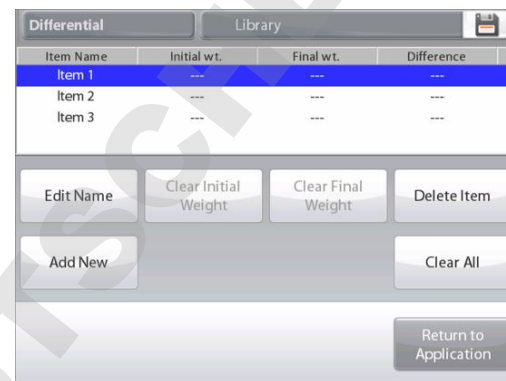 Differential Library
Item Name Initial wt. Final wt. Difference
Item 1 --- --- ---
Item 2 --- --- ---
Item 3 --- --- ---
Edit Name Clear Initial Weight Clear Final Weight Delete Item
Add New Clear All
Return to Application